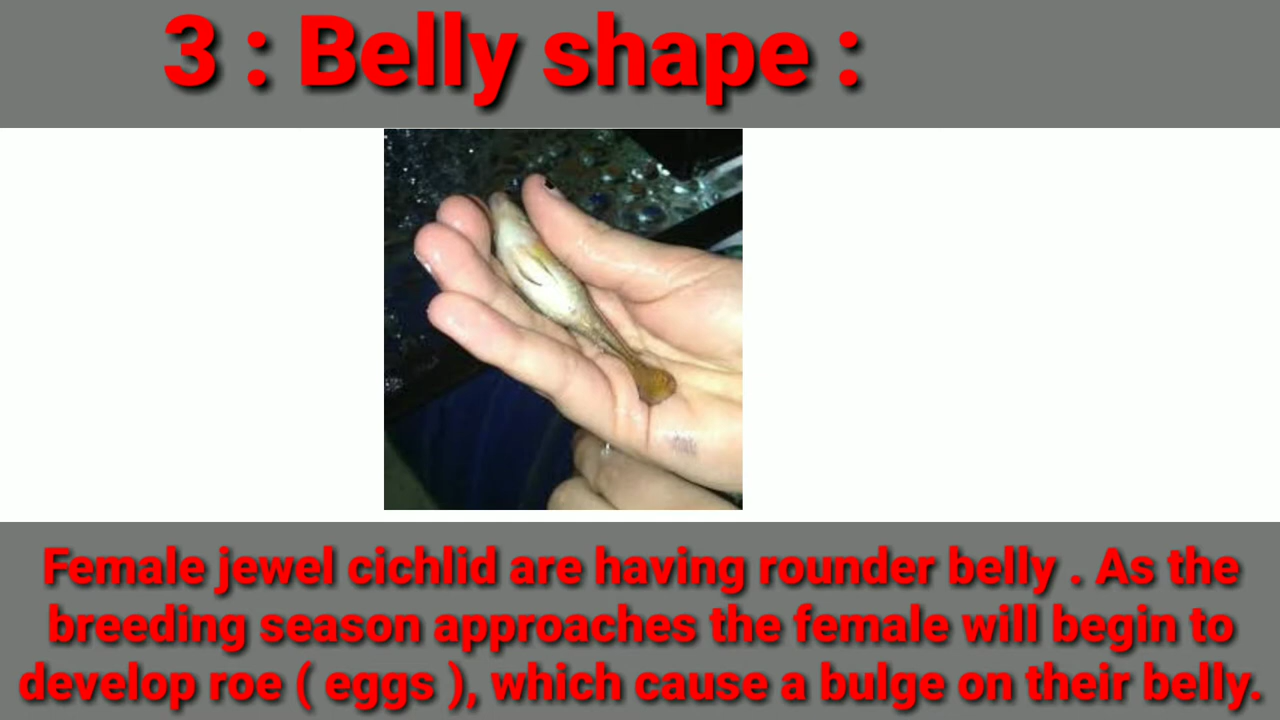 3 : Belly shape :
Female jewel cichlid are having rounder belly . As the
breeding season approaches the female will begin to
develop roe ( eggs ), which cause a bulge on their belly.